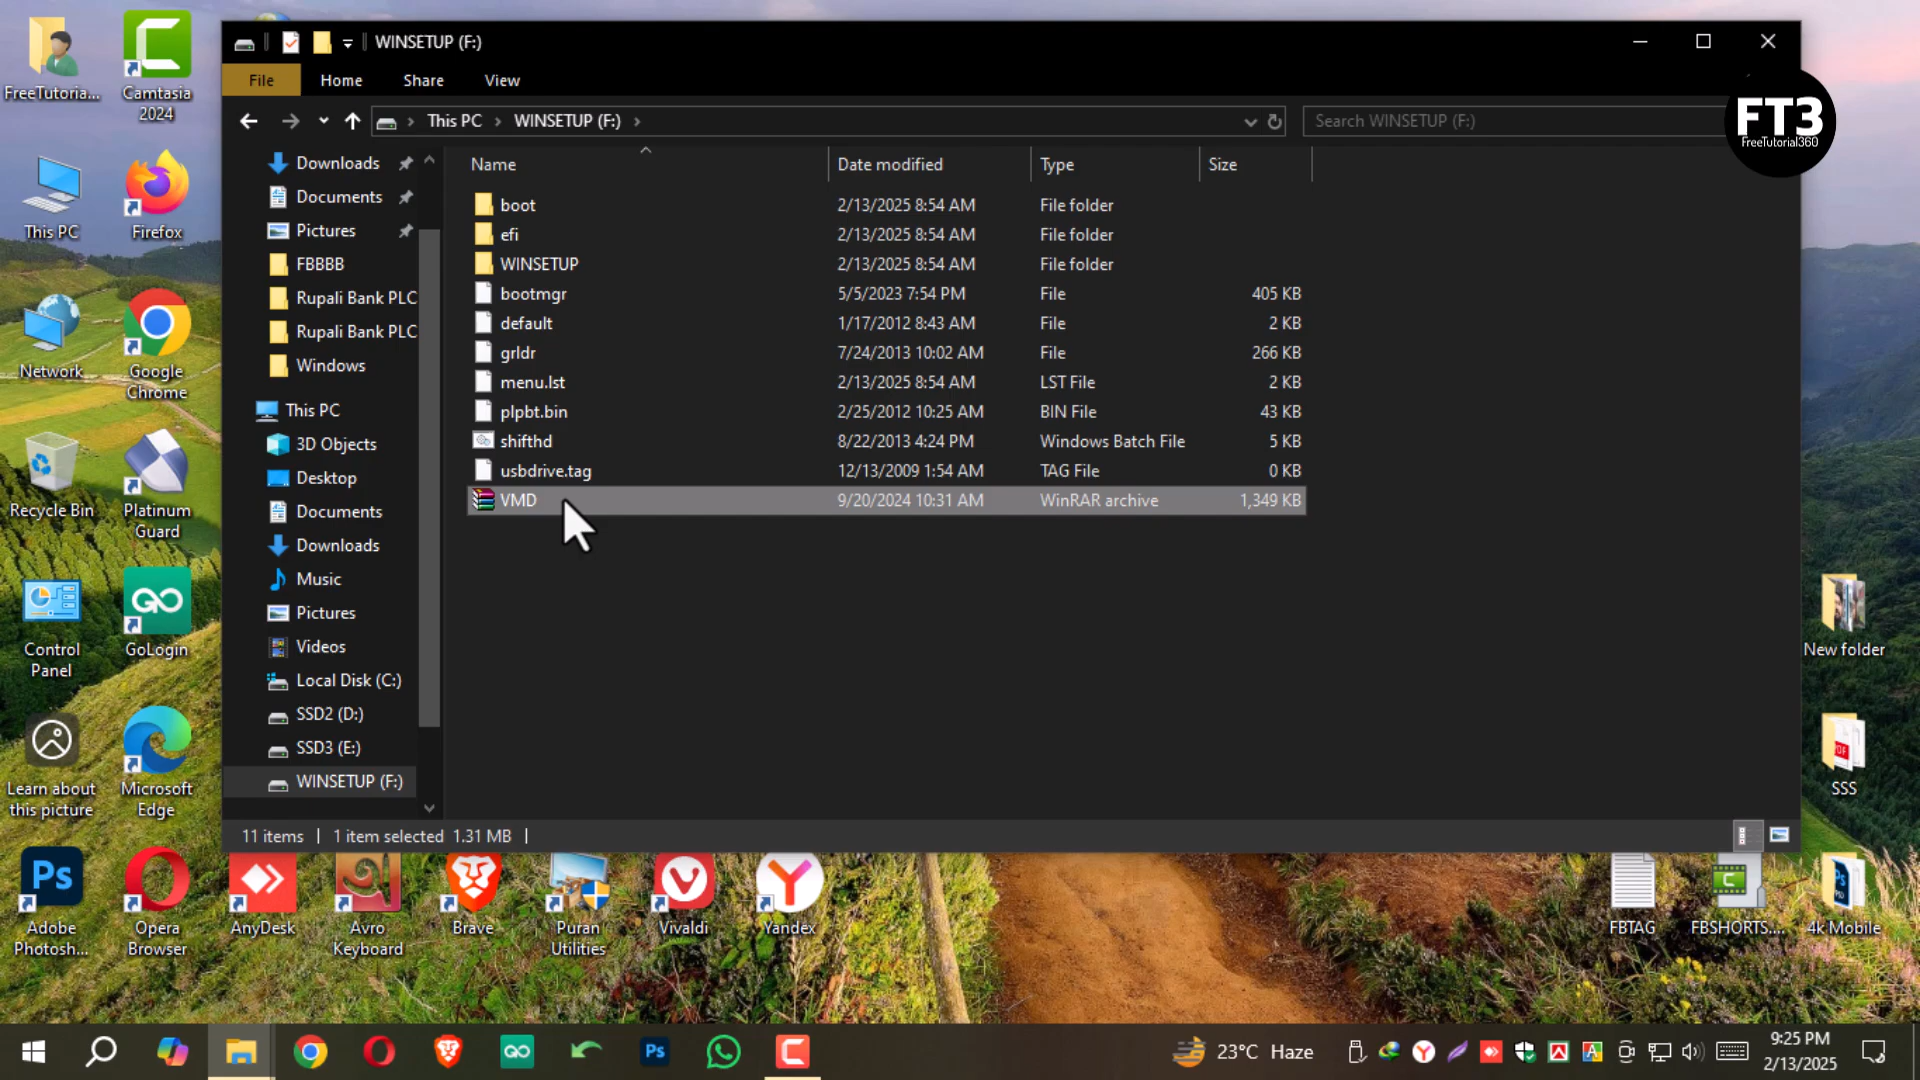 WINSETUP (F:)
File
Home
Share
View
This PC
WINSETUP (F:)
Search WINSETUP (F:)
FT3
FreeTutorial360
Name
Date modified
Type
Size
boot 2/13/2025 8:54 AM File folder
efi 2/13/2025 8:54 AM File folder
WINSETUP 2/13/2025 8:54 AM File folder
bootmgr 5/5/2023 7:54 PM File 405 KB
default 1/17/2012 8:43 AM File 2 KB
grldr 7/24/2013 10:02 AM File 266 KB
menu.lst 2/13/2025 8:54 AM LST File 2 KB
plpbt.bin 2/25/2012 10:25 AM BIN File 43 KB
shifthd 8/22/2013 4:24 PM Windows Batch File 5 KB
usbdrive.tag 12/13/2009 1:54 AM TAG File 0 KB
VMD 9/20/2024 10:31 AM WinRAR archive 1,349 KB
Downloads
Documents
Pictures
FBBBB
Rupali Bank PLC
Rupali Bank PLC
Windows
This PC
3D Objects
Desktop
Documents
Downloads
Music
Pictures
Videos
Local Disk (C:)
SSD2 (D:)
SSD3 (E:)
WINSETUP (F:)
11 items
1 item selected 1.31 MB
FreeTutoria...
Camtasia
2024
This PC
Firefox
Network
Google
Chrome
Recycle Bin
Platinum
Guard
Control
Panel
GO
GoLogin
Learn about
this picture
Microsoft
Edge
Ps
Adobe
Photosh...
Opera
Browser
AnyDesk
Avro
Keyboard
Brave
Puran
Utilities
Vivaldi
Yandex
New folder
SSS
FBTAG
FBSHORTS....
4k Mobile
GO
Ps
23°C Haze
9:25 PM
2/13/2025